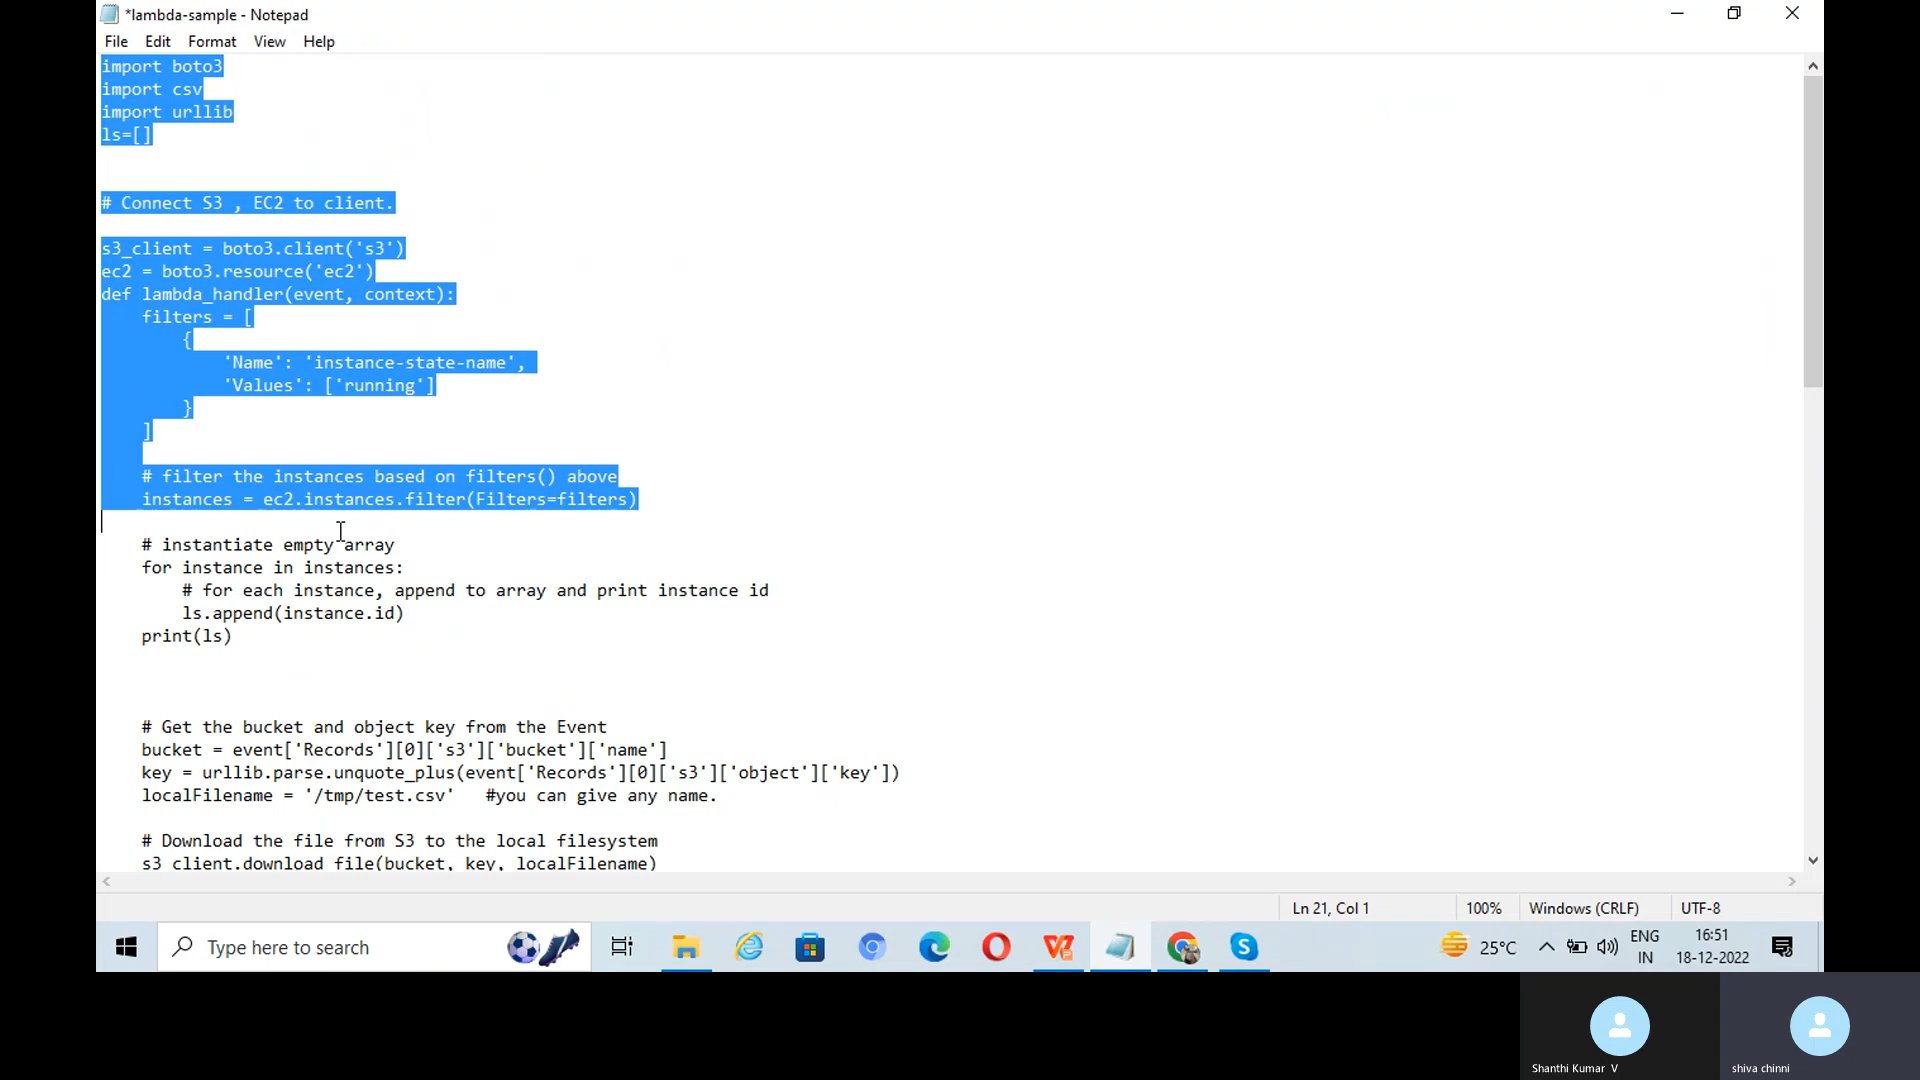 *lambda-sample - Notepad
File Edit Format View Help
import boto3
import csv
import urllib
ls=[]
# Connect S3 , EC2 to client.
s3_client = boto3.client('s3')
ec2 = boto3.resource('ec2')
def lambda_handler(event, context):
    filters = [
        {
            'Name': 'instance-state-name',
            'Values': ['running']
        }
    ]
    # filter the instances based on filters() above
    instances = ec2.instances.filter(Filters=filters)
    # instantiate empty array
    for instance in instances:
        # for each instance, append to array and print instance id
        ls.append(instance.id)
    print(ls)
    # Get the bucket and object key from the Event
    bucket = event['Records'][0]['s3']['bucket']['name']
    key = urllib.parse.unquote_plus(event['Records'][0]['s3']['object']['key'])
    localFilename = '/tmp/test.csv'   #you can give any name.
    # Download the file from S3 to the local filesystem
    s3_client.download_file(bucket, key, localFilename)
Ln 21, Col 1 100% Windows (CRLF) UTF-8
Type here to search 25°C ENG IN 16:51 18-12-2022
Shanthi Kumar V shiva chinni